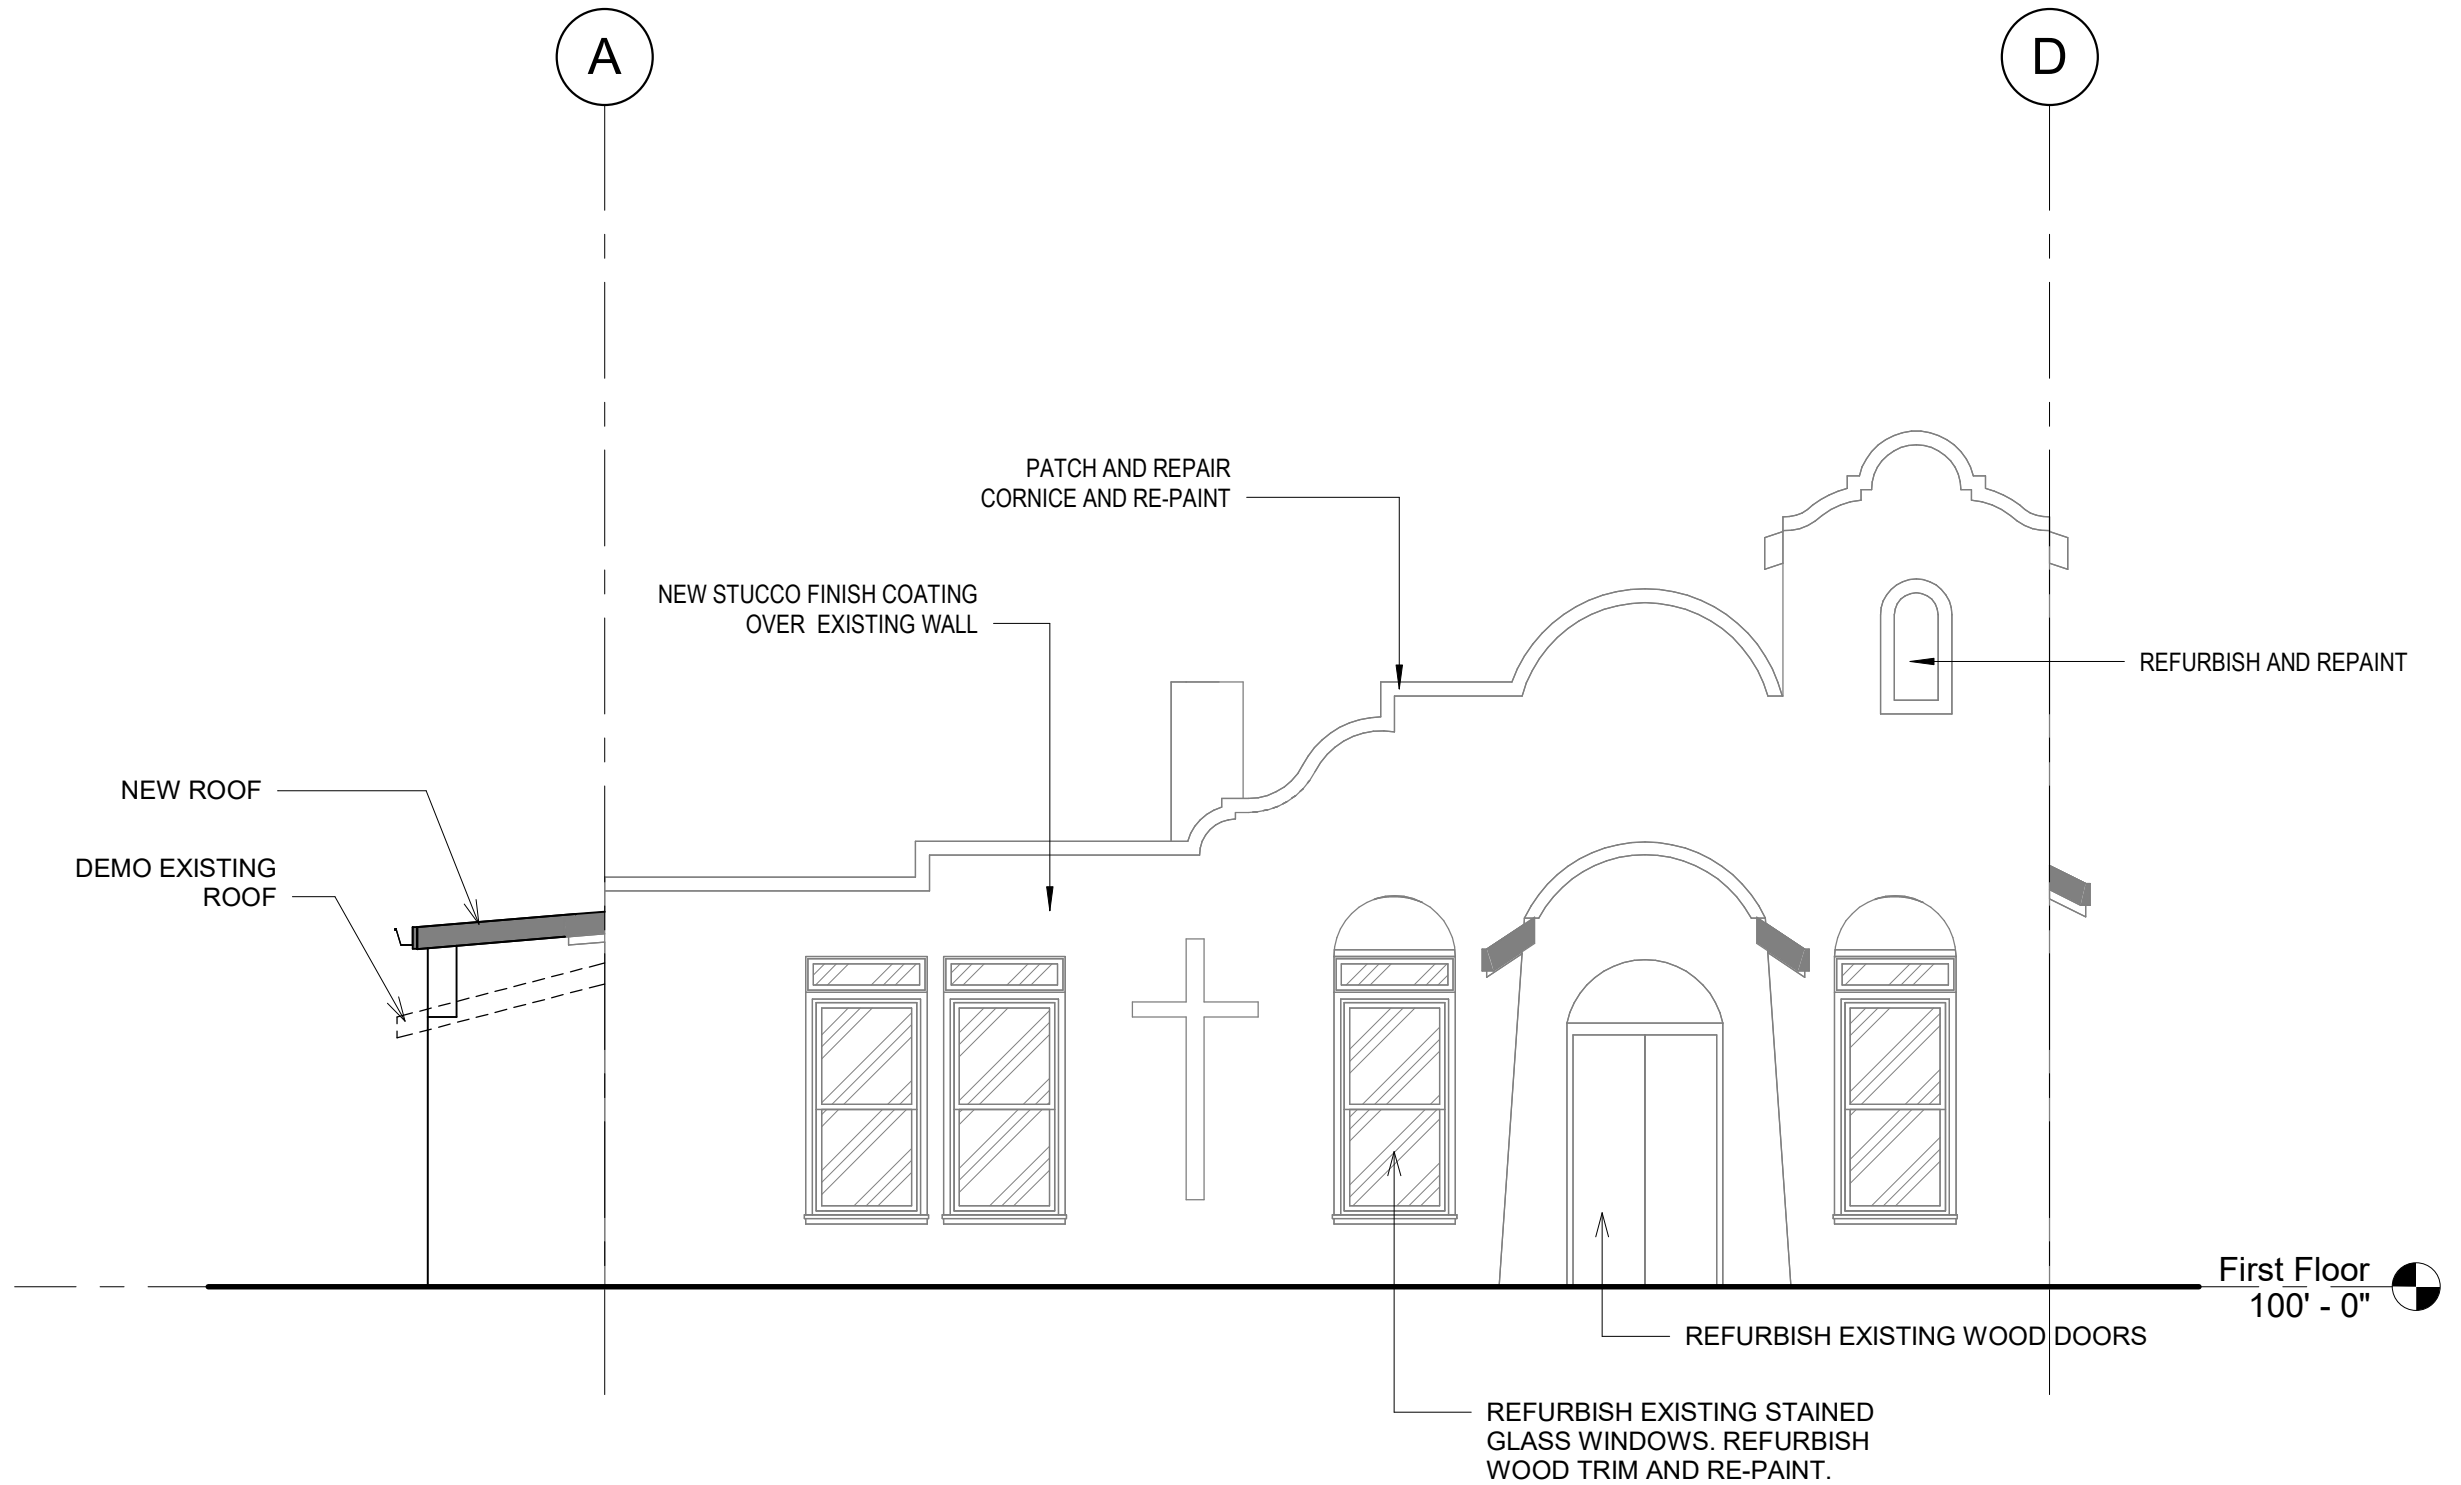 A
D
PATCH AND REPAIR
CORNICE AND RE-PAINT
NEW STUCCO FINISH COATING
OVER  EXISTING WALL
REFURBISH AND REPAINT
NEW ROOF
DEMO EXISTING
ROOF
First Floor
100' - 0"
REFURBISH EXISTING WOOD DOORS
REFURBISH EXISTING STAINED
GLASS WINDOWS. REFURBISH
WOOD TRIM AND RE-PAINT.